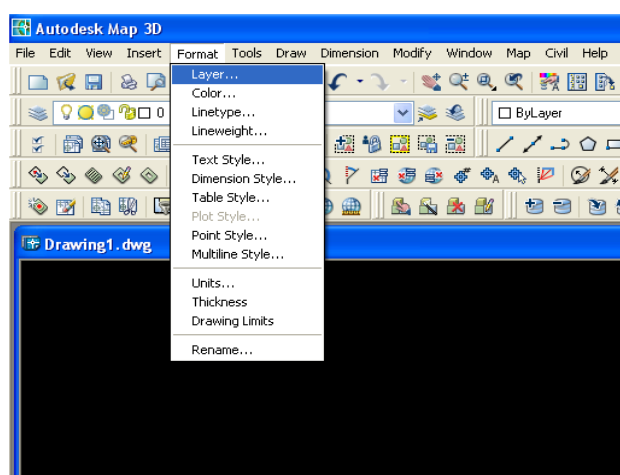 Autodesk Map 3D
File Edit View Insert Format Tools Draw Dimension Modify Window Map Civil Help
Layer...
Color...
0
ByLayer
Linetype...
Lineweight...
Text Style...
Dimension Style...
Table Style...
Plot Style...
Point Style...
Multiline Style...
Drawing1.dwg
Units...
Thickness
Drawing Limits
Rename...